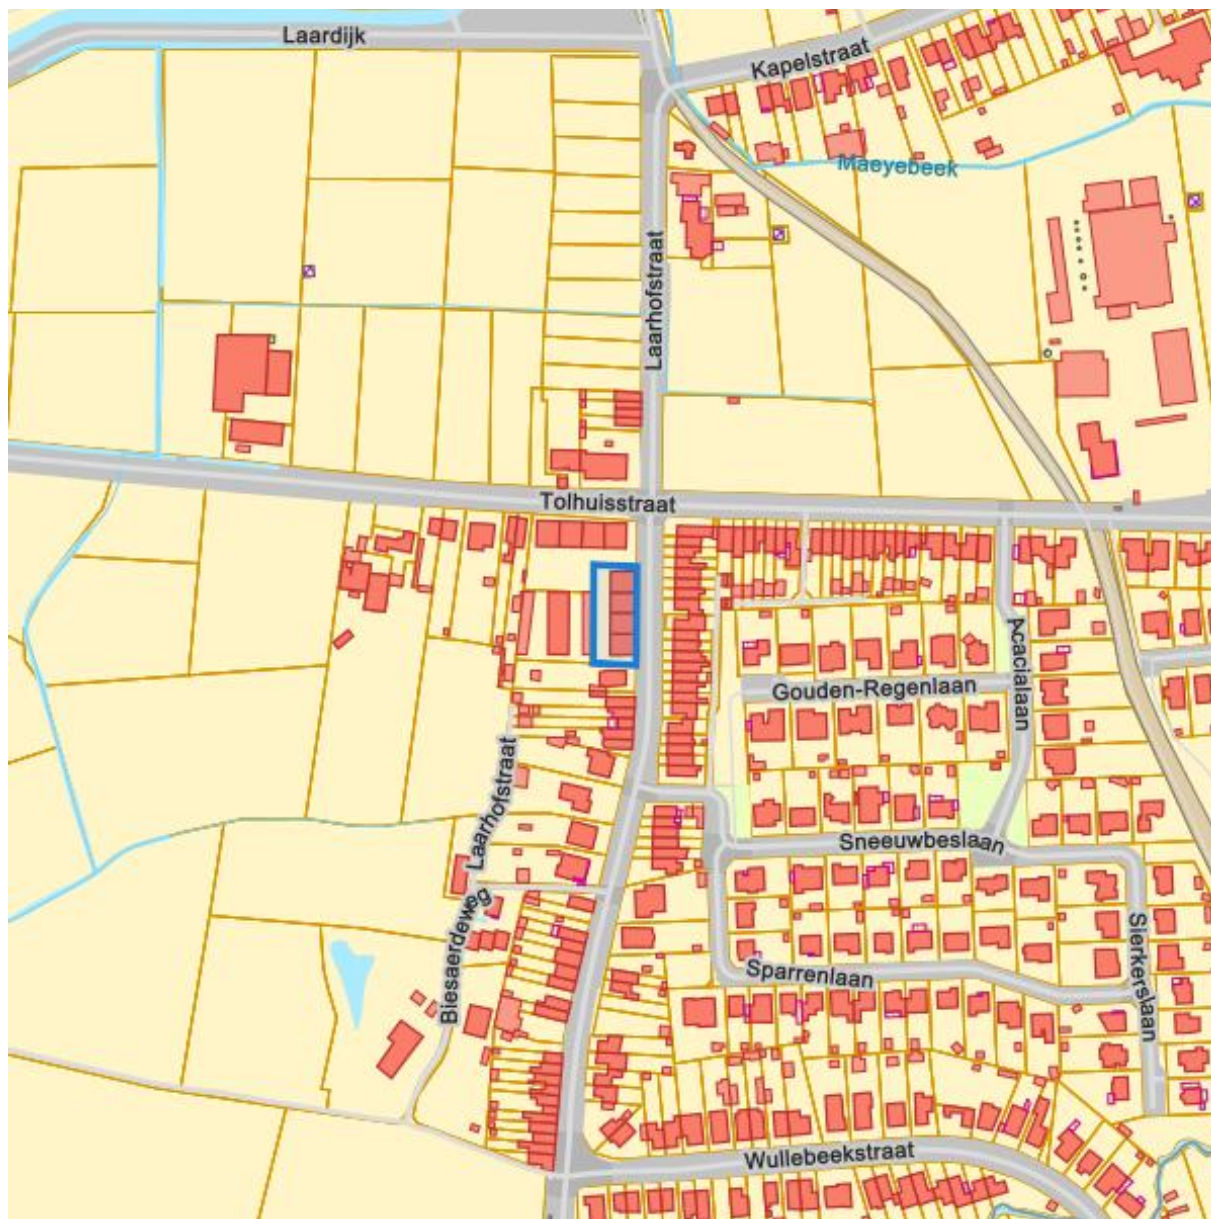 Laardijk
Kapelstraat
Maeyebeek
Laarhofstraat
Tolhuisstraat
Acacialaan
Gouden-Regenlaan
Laarhofstraat
Sneeuwbeslaan
Biesaerdeweg
Sparrenlaan
Sierkerslaan
Wullebeekstraat